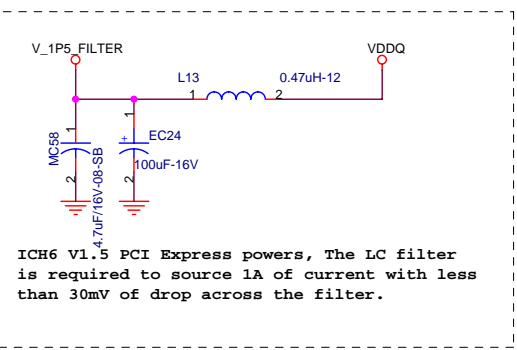 V_1P5_FILTER
VDDQ
L13
0.47uH-12
1
2
1
MC58
2
4.7uF/16V-08-SB
1
+
EC24
100uF-16V
2
ICH6 V1.5 PCI Express powers, The LC filter
is required to source 1A of current with less
than 30mV of drop across the filter.